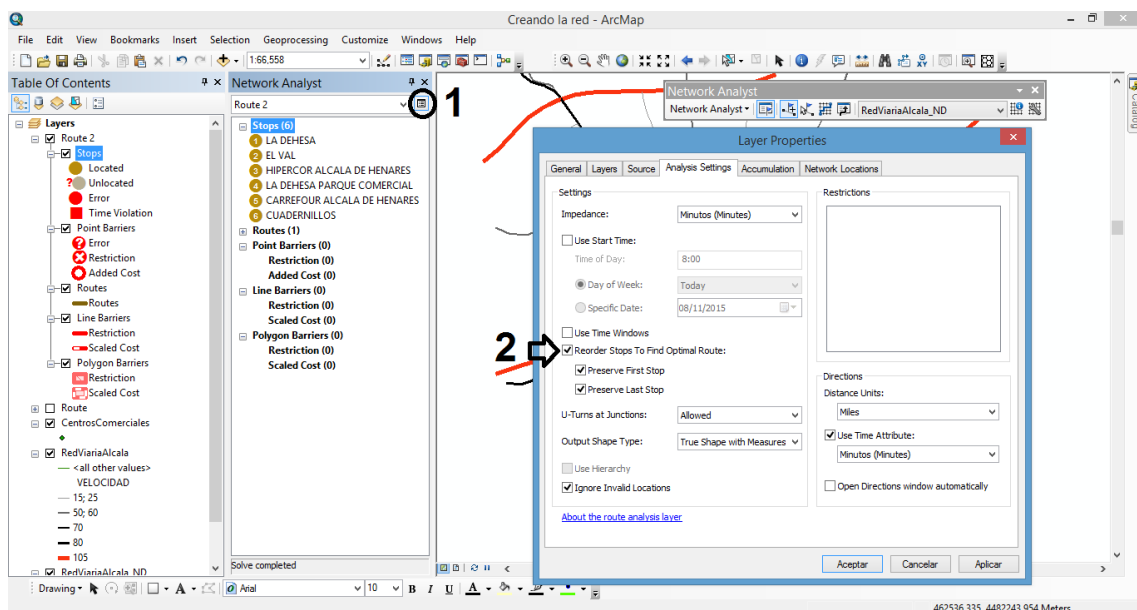 Creando la red - ArcMap
File Edit View Bookmarks Insert Selection Geoprocessing Customize Windows Help
1:66,558
Table Of Contents
Layers
Route 2
Stops
Located
Unlocated
Error
Time Violation
Point Barriers
Error
Restriction
Added Cost
Routes
Routes
Line Barriers
Restriction
Scaled Cost
Polygon Barriers
Restriction
Scaled Cost
Route
CentrosComerciales
RedViariaAlcala
<all other values>
VELOCIDAD
15; 25
50; 60
70
80
105
RedViariaAlcala_ND
Network Analyst
Route 2
1
Stops (6)
1 LA DEHESA
2 EL VAL
3 HIPERCOR ALCALA DE HENARES
4 LA DEHESA PARQUE COMERCIAL
5 CARREFOUR ALCALA DE HENARES
6 CUADERNILLOS
Routes (1)
Point Barriers (0)
Restriction (0)
Added Cost (0)
Line Barriers (0)
Restriction (0)
Scaled Cost (0)
Polygon Barriers (0)
Restriction (0)
Scaled Cost (0)
Solve completed
Network Analyst
Network Analyst RedViariaAlcala_ND
Catalog
Layer Properties
General Layers Source Analysis Settings Accumulation Network Locations
Settings
Impedance: Minutos (Minutes)
Use Start Time:
Time of Day: 8:00
Day of Week: Today
Specific Date: 08/11/2015
Use Time Windows
2
Reorder Stops To Find Optimal Route:
Preserve First Stop
Preserve Last Stop
U-Turns at Junctions: Allowed
Output Shape Type: True Shape with Measures
Use Hierarchy
Ignore Invalid Locations
About the route analysis layer
Restrictions
Directions
Distance Units:
Miles
Use Time Attribute:
Minutos (Minutes)
Open Directions window automatically
Aceptar Cancelar Aplicar
Drawing A Arial 10 B I U A
462536,335 4482243,954 Meters